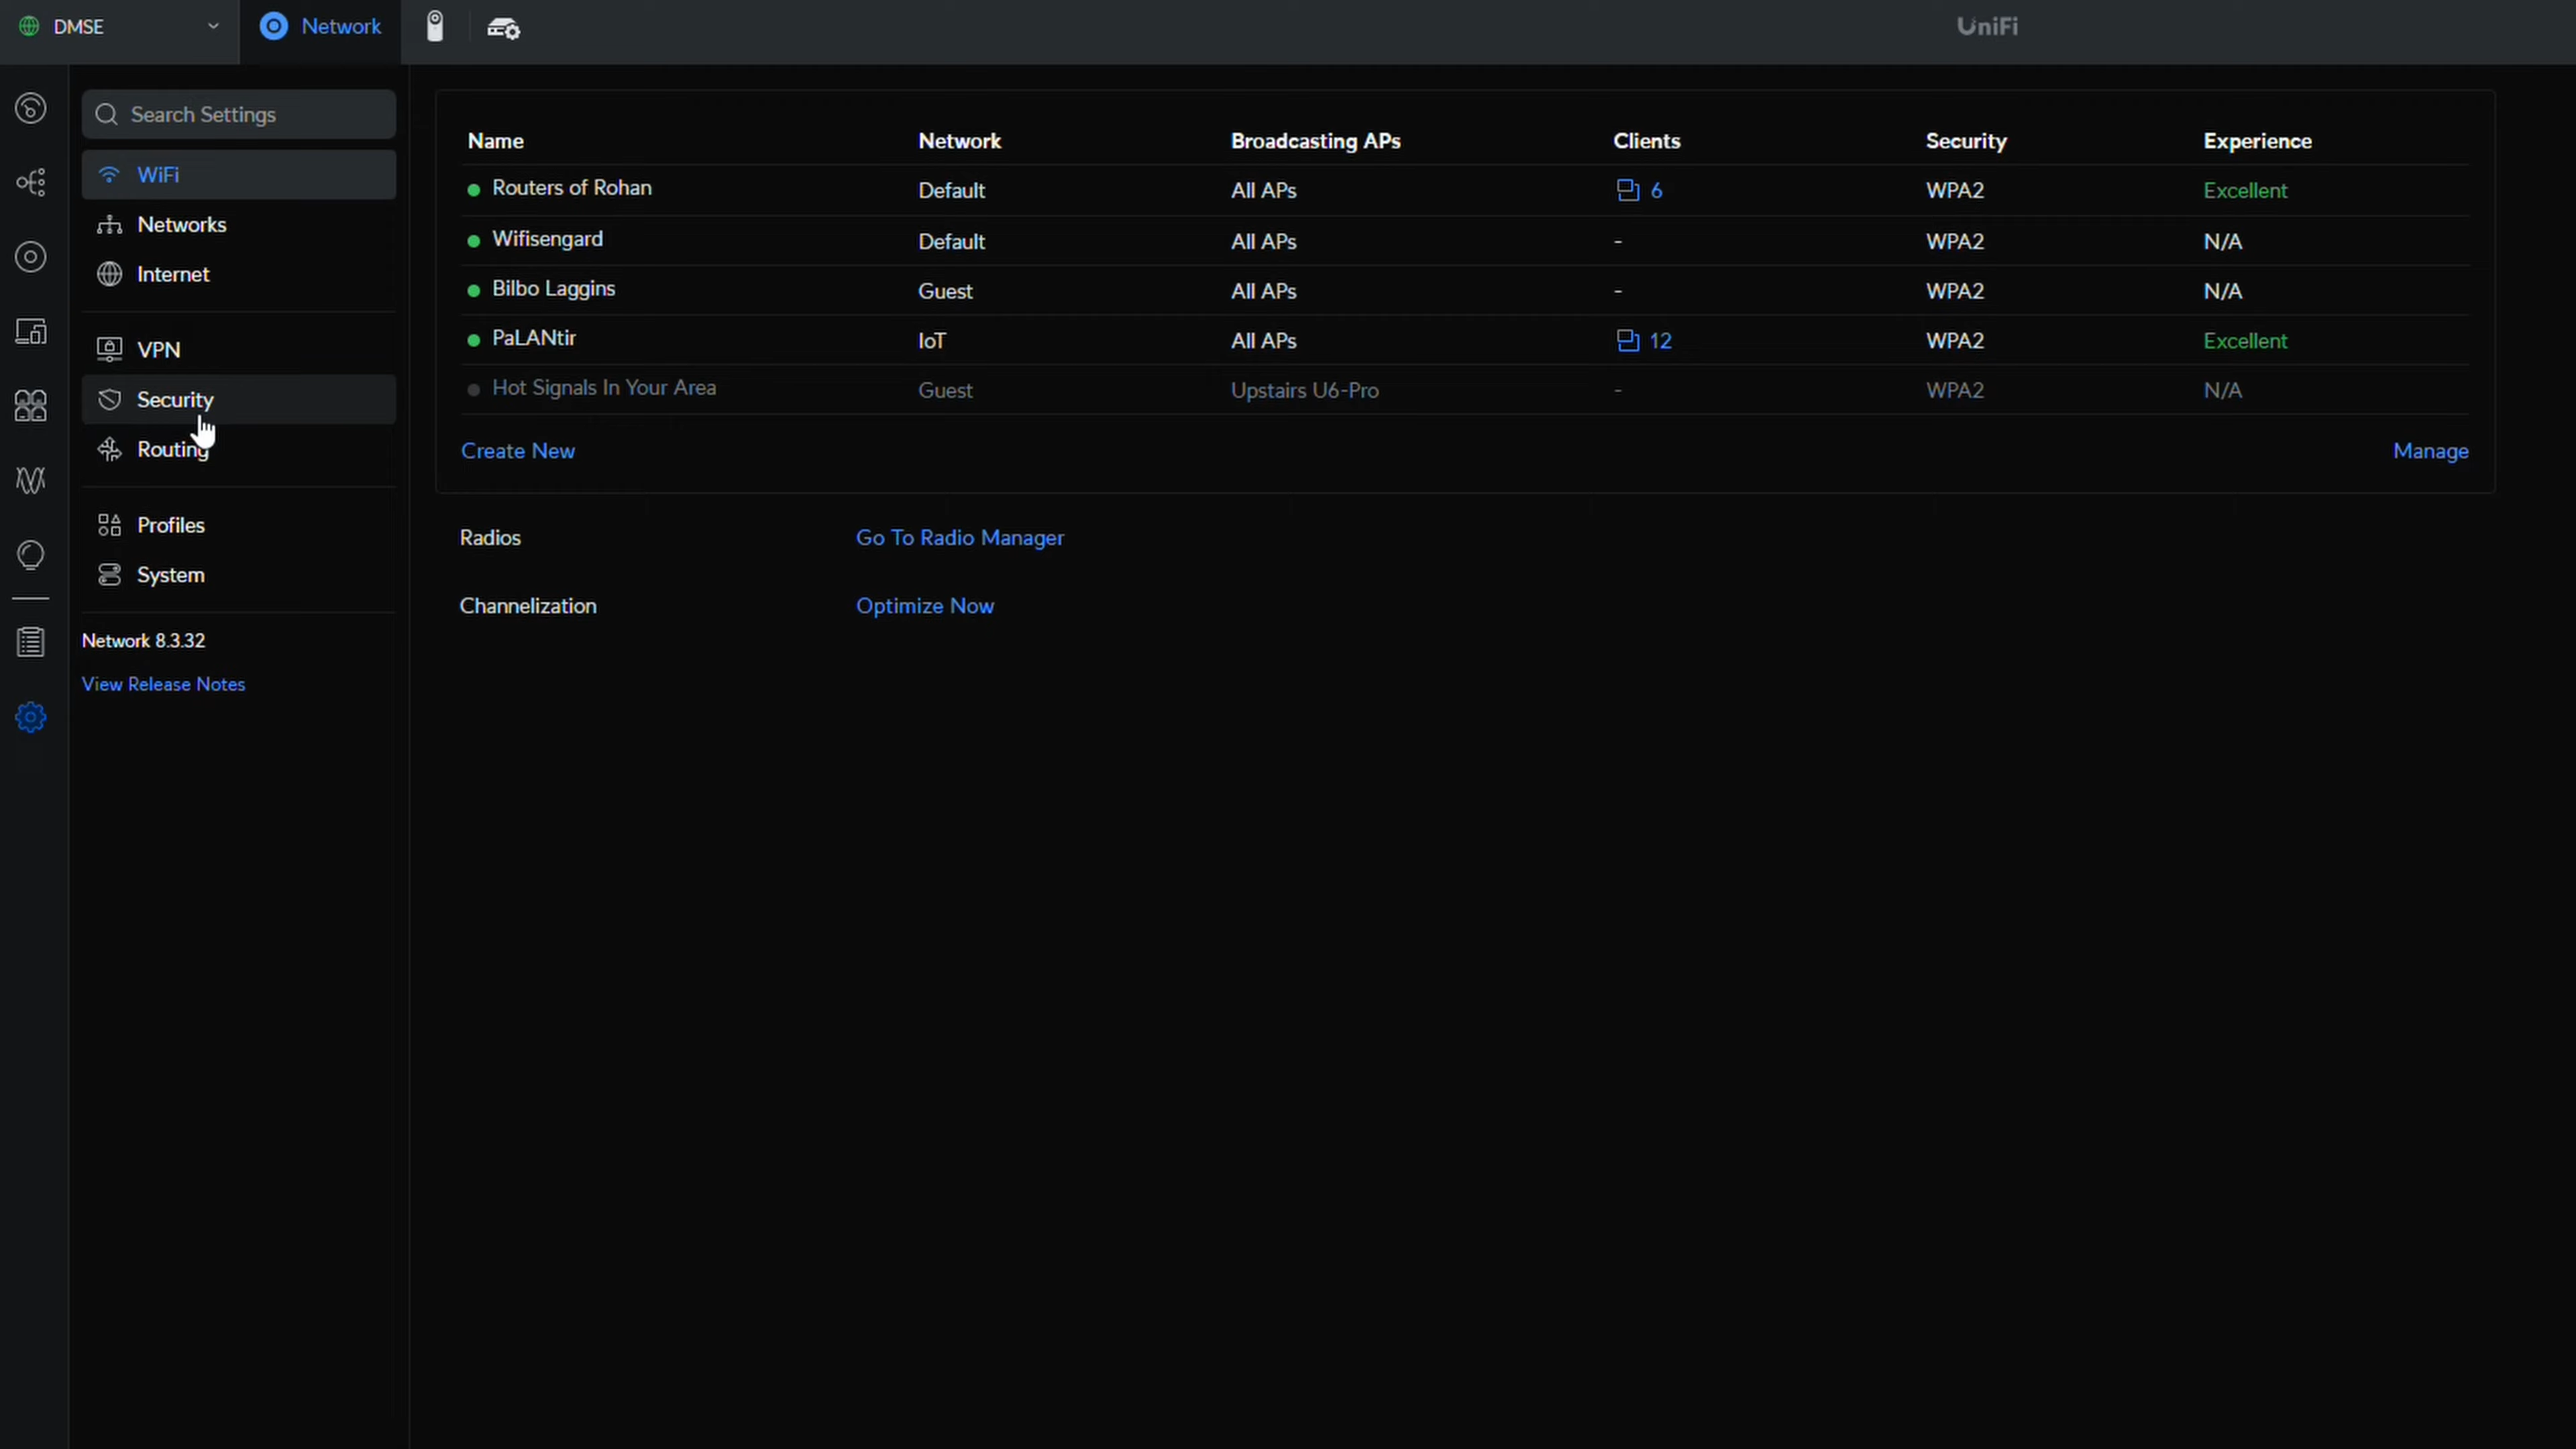 DMSE Network UniFi
Search Settings
WiFi
Networks
Internet
VPN
Security
Routing
Profiles
System
Network 8.3.32
View Release Notes
Name Network Broadcasting APs Clients Security Experience
Routers of Rohan Default All APs 6 WPA2 Excellent
Wifisengard Default All APs - WPA2 N/A
Bilbo Laggins Guest All APs - WPA2 N/A
PaLANtir IoT All APs 12 WPA2 Excellent
Hot Signals In Your Area Guest Upstairs U6-Pro - WPA2 N/A
Create New Manage
Radios Go To Radio Manager
Channelization Optimize Now